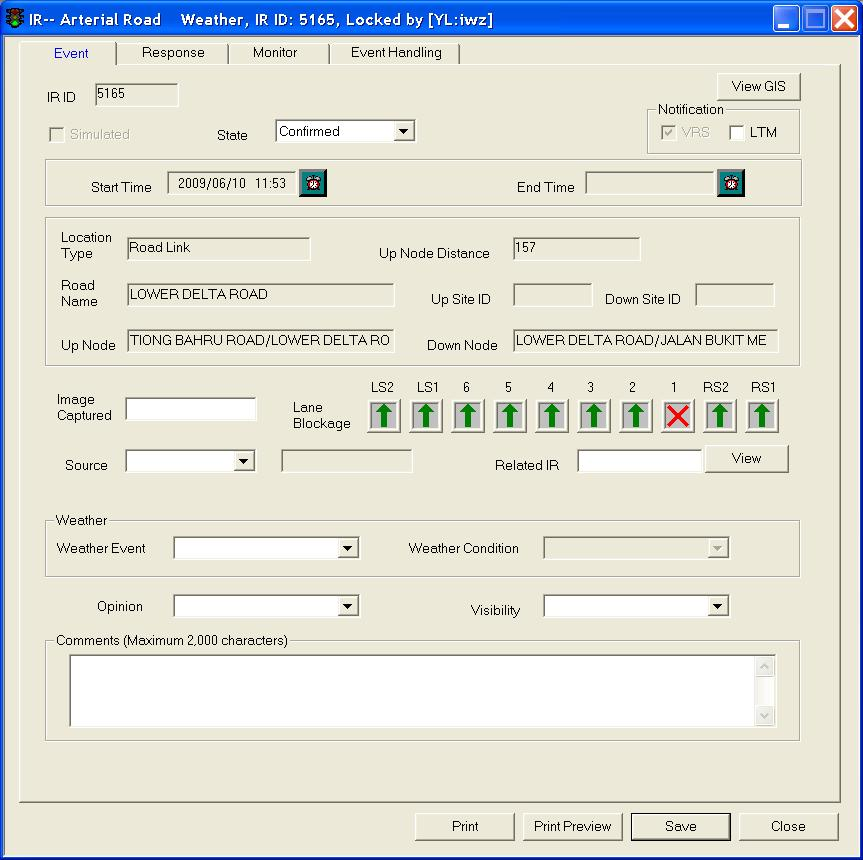 IR-- Arterial Road Weather, IR ID: 5165, Locked by [YL:iwz]
Event Response Monitor Event Handling
View GIS
IR ID 5165
Notification
Simulated State Confirmed VRS LTM
Start Time 2009/06/10 11:53 End Time
Location Type Road Link Up Node Distance 157
Road Name LOWER DELTA ROAD Up Site ID Down Site ID
Up Node TIONG BAHRU ROAD/LOWER DELTA RO Down Node LOWER DELTA ROAD/JALAN BUKIT ME
LS2 LS1 6 5 4 3 2 1 RS2 RS1
Image Captured Lane Blockage
Source Related IR View
Weather
Weather Event Weather Condition
Opinion Visibility
Comments (Maximum 2,000 characters)
Print Print Preview Save Close